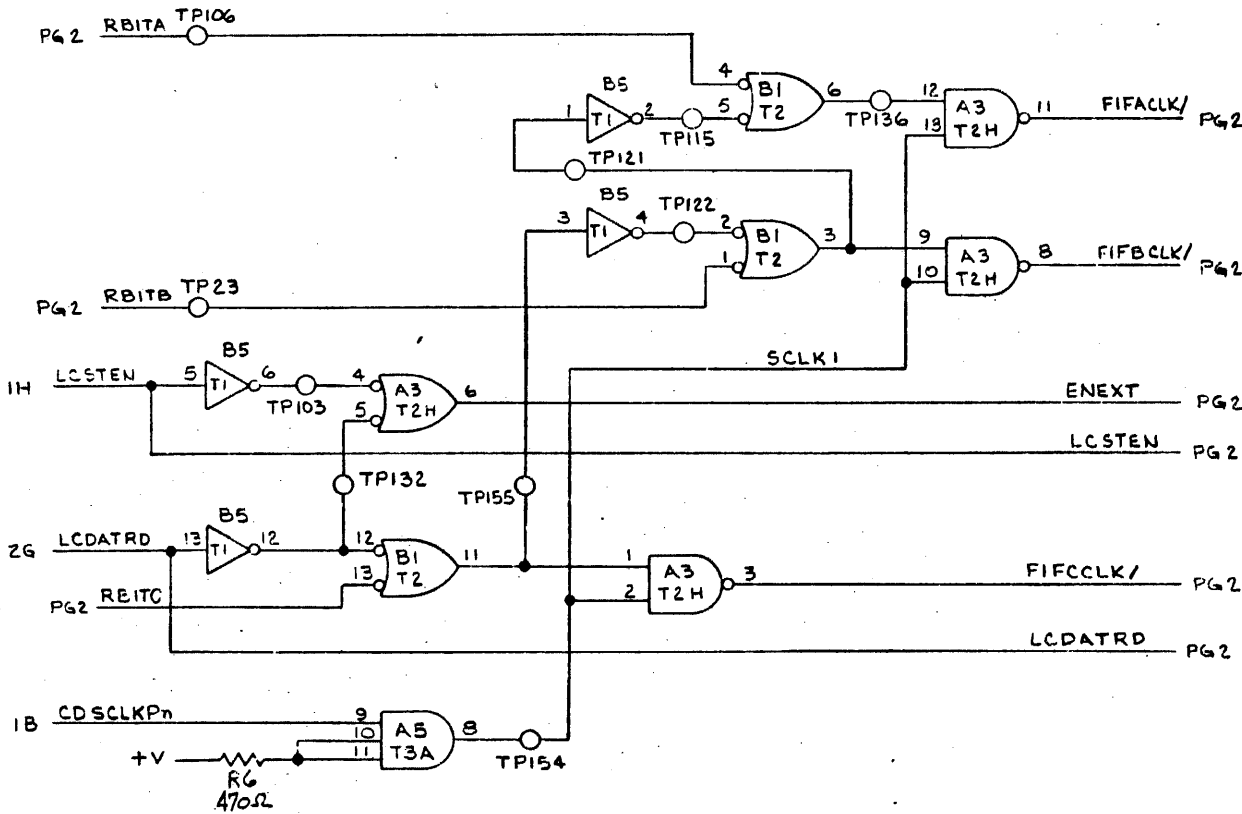 PG2 RBITA TP106
4 B1 T2 6
B5
1 T1 2 TP115 5
TP136 12 A3 T2H 11 FIFACLK/ PG2
13
TP121
B5
3 T1 4 TP122 2 B1 T2 3
1
9 A3 T2H 8 FIFBCLK/ PG2
10
PG2 RBITB TP23
SCLK1
B5
1H LCSTEN 5 T1 6 TP103 4 A3 T2H 6 ENEXT PG2
5
LCSTEN PG2
TP132 TP155
B5
2G LCDATRD 13 T1 12 12 B1 T2 11
13
1 A3 T2H 3 FIFCCLK/ PG2
2
PG2 RBITC
LCDATRD PG2
1B CDSCLKPn 9 A5 T3A 8 TP154
10
11
+V R6
470Ω